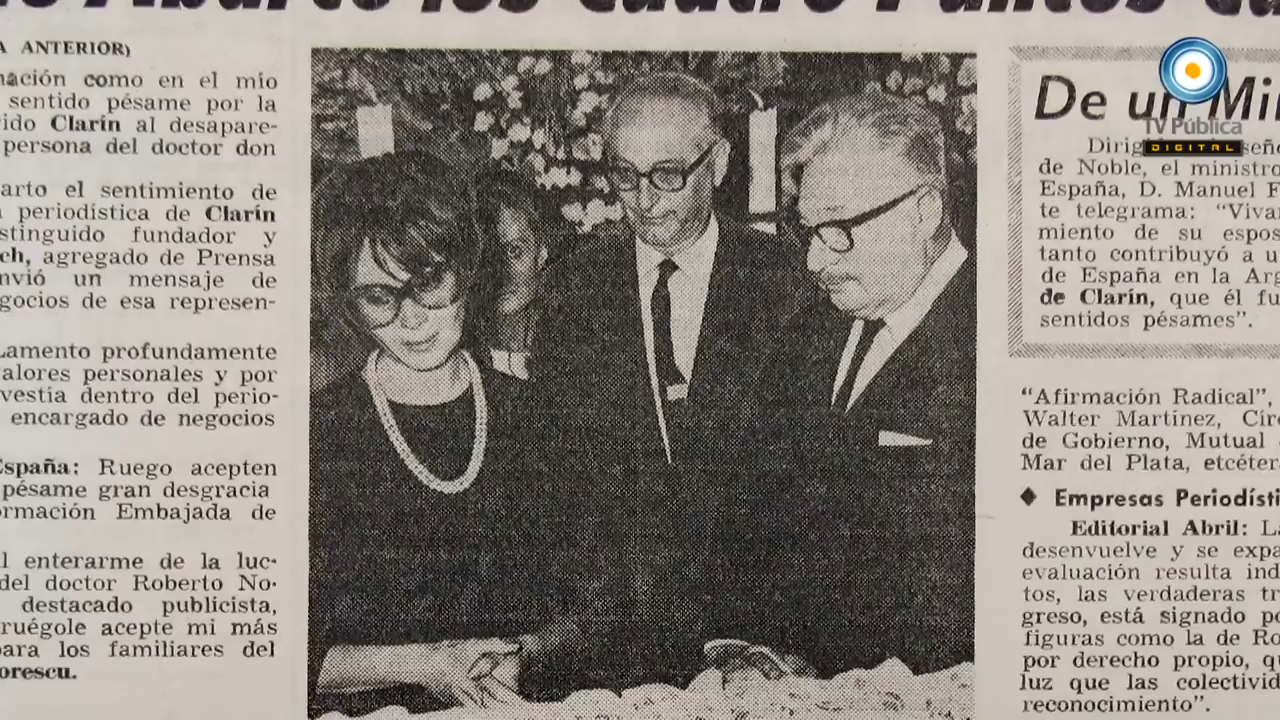 A ANTERIOR)
nación como en el mio
sentido pésame por la
ido Clarín al desapare-
persona del doctor don
arto el sentimiento de
periodística de Clarín
stinguido fundador y
ch, agregado de Prensa
nvió un mensaje de
gocios de esa represen-
Lamento profundamente
alores personales y por
vestía dentro del perio-
encargado de negocios
España: Ruego acepten
pésame gran desgracia
ormación Embajada de
l enterarme de la luc-
del doctor Roberto No-
destacado publicista,
ruégole acepte mi más
para los familiares del
orescu.
De un Mi
TV Pública
DIGITAL
Dirig señ
de Noble, el ministro
España, D. Manuel F
te telegrama: "Viva
miento de su espos
tanto contribuyó a u
de España en la Arg
de Clarín, que él fu
sentidos pésames".
"Afirmación Radical",
Walter Martínez, Círc
de Gobierno, Mutual
Mar del Plata, etcéter
◆ Empresas Periodísti
Editorial Abril: La
desenvuelve y se expa
evaluación resulta ind
tos, las verdaderas tr
greso, está signado po
figuras como la de Ro
por derecho propio, qu
luz que las colectivid
reconocimiento".